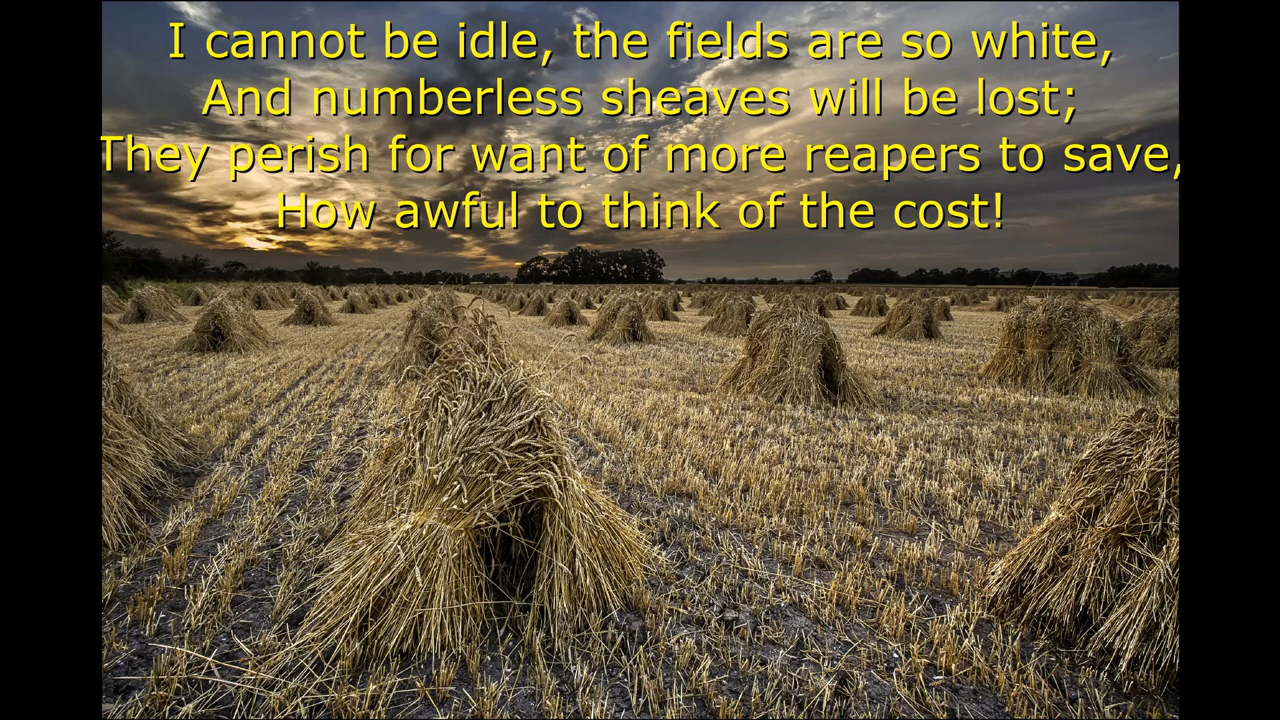 I cannot be idle, the fields are so white,
And numberless sheaves will be lost;
They perish for want of more reapers to save,
How awful to think of the cost!